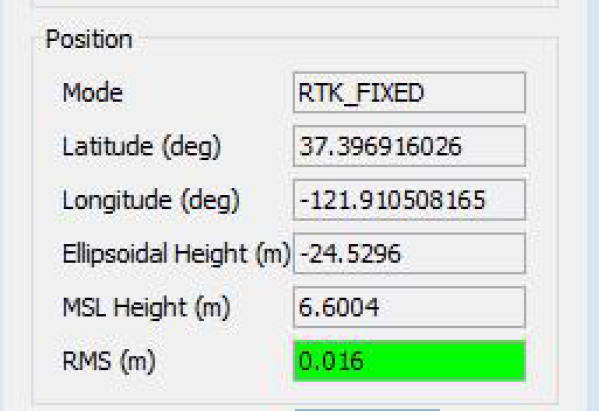 Position
Mode RTK_FIXED
Latitude (deg) 37.396916026
Longitude (deg) -121.910508165
Ellipsoidal Height (m) -24.5296
MSL Height (m) 6.6004
RMS (m) 0.016